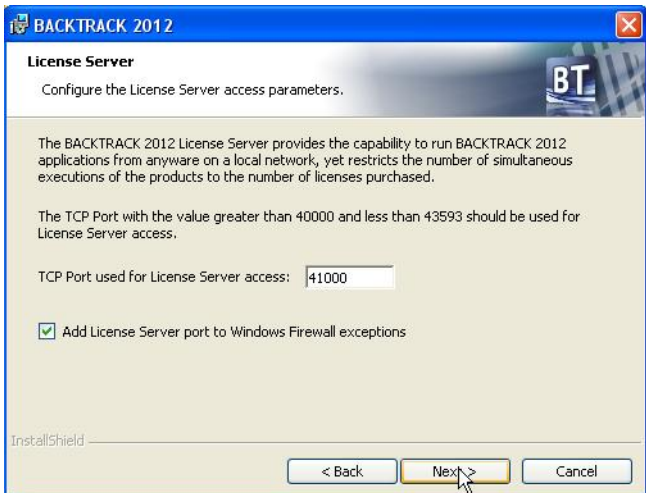 BACKTRACK 2012
License Server
Configure the License Server access parameters.
BT
The BACKTRACK 2012 License Server provides the capability to run BACKTRACK 2012
applications from anyware on a local network, yet restricts the number of simultaneous
executions of the products to the number of licenses purchased.
The TCP Port with the value greater than 40000 and less than 43593 should be used for
License Server access.
TCP Port used for License Server access: 41000
Add License Server port to Windows Firewall exceptions
InstallShield
< Back Next > Cancel